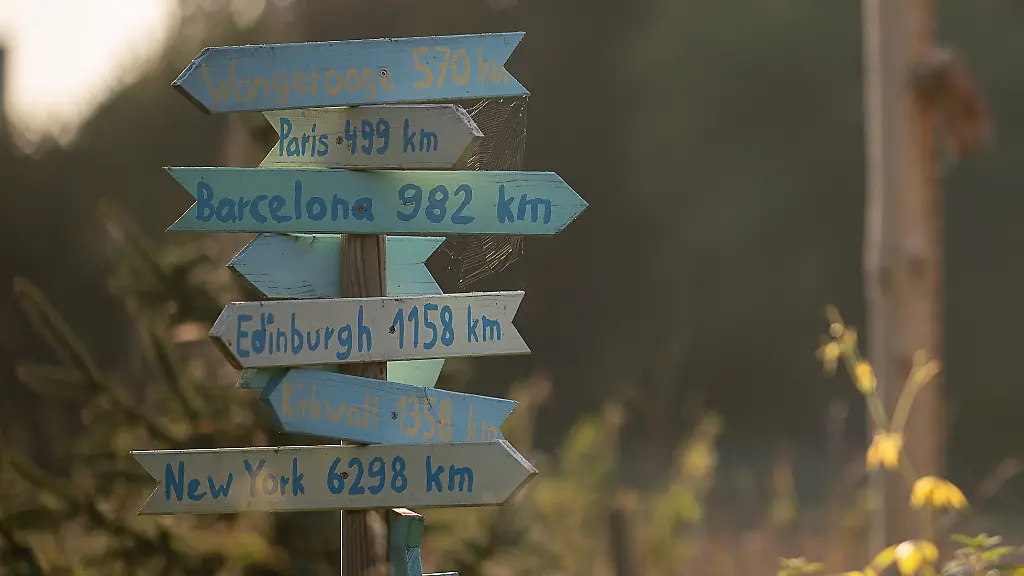 Wangerooge 570 km
Paris 499 km
Barcelona 982 km
Edinburgh 1158 km
Kirkwall 1358 km
New York 6298 km